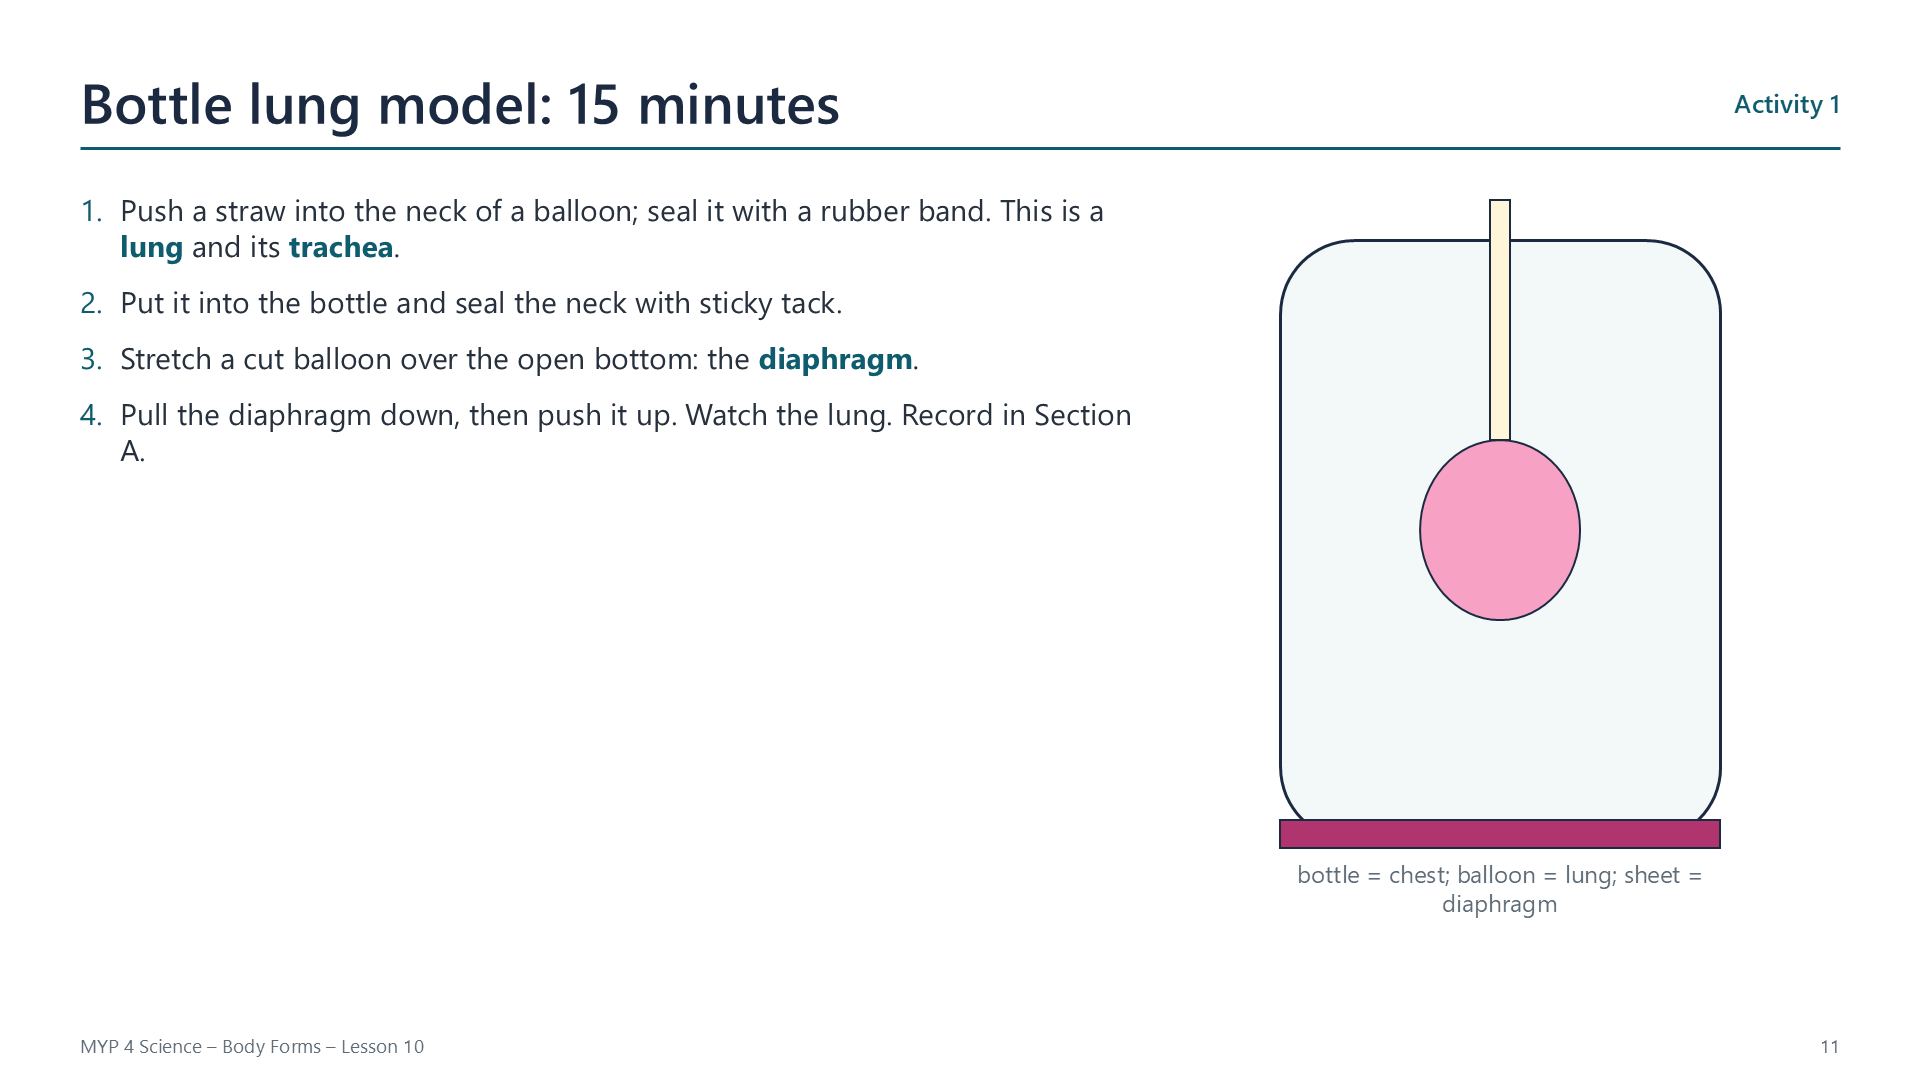 Bottle lung model: 15 minutes
Activity 1
1. Push a straw into the neck of a balloon; seal it with a rubber band. This is a
lung and its trachea.
2. Put it into the bottle and seal the neck with sticky tack.
3. Stretch a cut balloon over the open bottom: the diaphragm.
4. Pull the diaphragm down, then push it up. Watch the lung. Record in Section
A.
bottle = chest; balloon = lung; sheet =
diaphragm
MYP 4 Science – Body Forms – Lesson 10
11